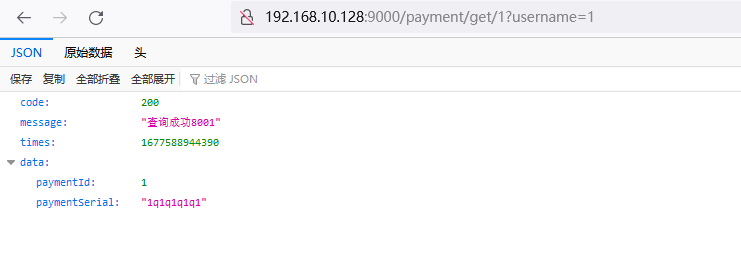 192.168.10.128:9000/payment/get/1?username=1
JSON 原始数据 头
保存 复制 全部折叠 全部展开 过滤 JSON
code: 200
message: "查询成功8001"
times: 1677588944390
data:
paymentId: 1
paymentSerial: "1q1q1q1q1"